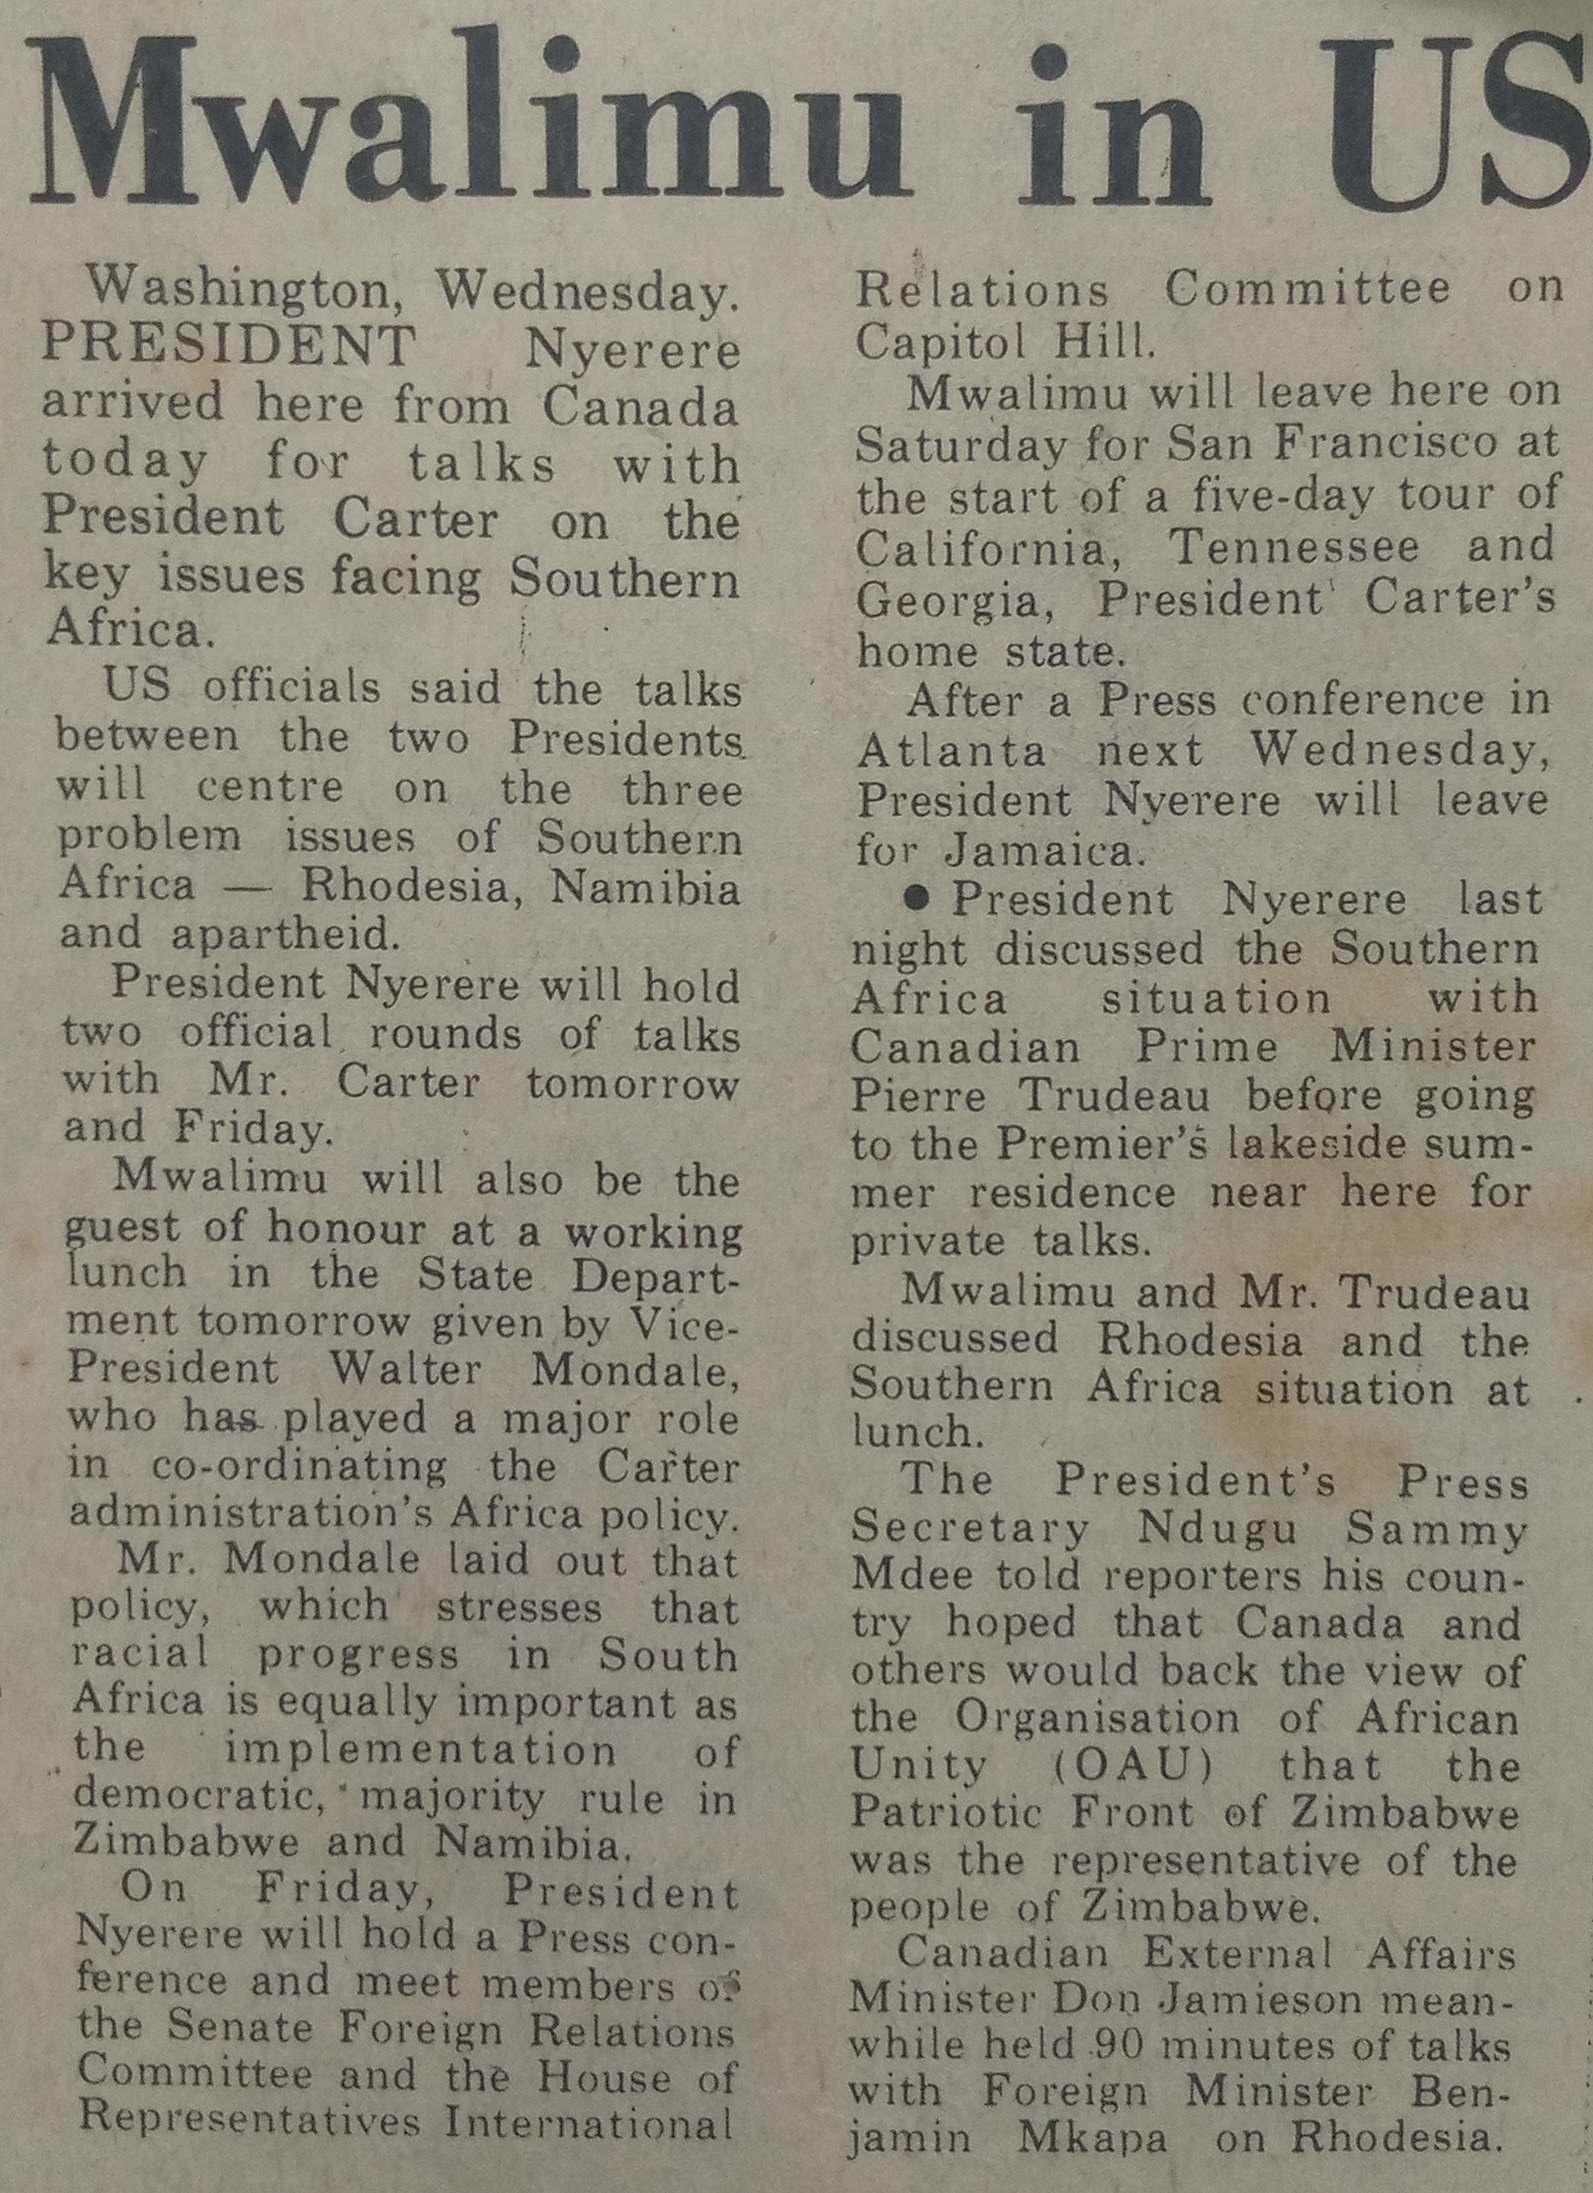 Mwalimu in US
Washington, Wednesday.
PRESIDENT Nyerere
arrived here from Canada
today for talks with
President Carter on the
key issues facing Southern
Africa.
US officials said the talks
between the two Presidents
will centre on the three
problem issues of Southern
Africa — Rhodesia, Namibia
and apartheid.
President Nyerere will hold
two official rounds of talks
with Mr. Carter tomorrow
and Friday.
Mwalimu will also be the
guest of honour at a working
lunch in the State Depart-
ment tomorrow given by Vice-
President Walter Mondale,
who has played a major role
in co-ordinating the Carter
administration's Africa policy.
Mr. Mondale laid out that
policy, which stresses that
racial progress in South
Africa is equally important as
the implementation of
democratic, majority rule in
Zimbabwe and Namibia.
On Friday, President
Nyerere will hold a Press con-
ference and meet members of
the Senate Foreign Relations
Committee and the House of
Representatives International
Relations Committee on
Capitol Hill.
Mwalimu will leave here on
Saturday for San Francisco at
the start of a five-day tour of
California, Tennessee and
Georgia, President Carter's
home state.
After a Press conference in
Atlanta next Wednesday,
President Nyerere will leave
for Jamaica.
● President Nyerere last
night discussed the Southern
Africa situation with
Canadian Prime Minister
Pierre Trudeau before going
to the Premier's lakeside sum-
mer residence near here for
private talks.
Mwalimu and Mr. Trudeau
discussed Rhodesia and the
Southern Africa situation at
lunch.
The President's Press
Secretary Ndugu Sammy
Mdee told reporters his coun-
try hoped that Canada and
others would back the view of
the Organisation of African
Unity (OAU) that the
Patriotic Front of Zimbabwe
was the representative of the
people of Zimbabwe.
Canadian External Affairs
Minister Don Jamieson mean-
while held 90 minutes of talks
with Foreign Minister Ben-
jamin Mkapa on Rhodesia.